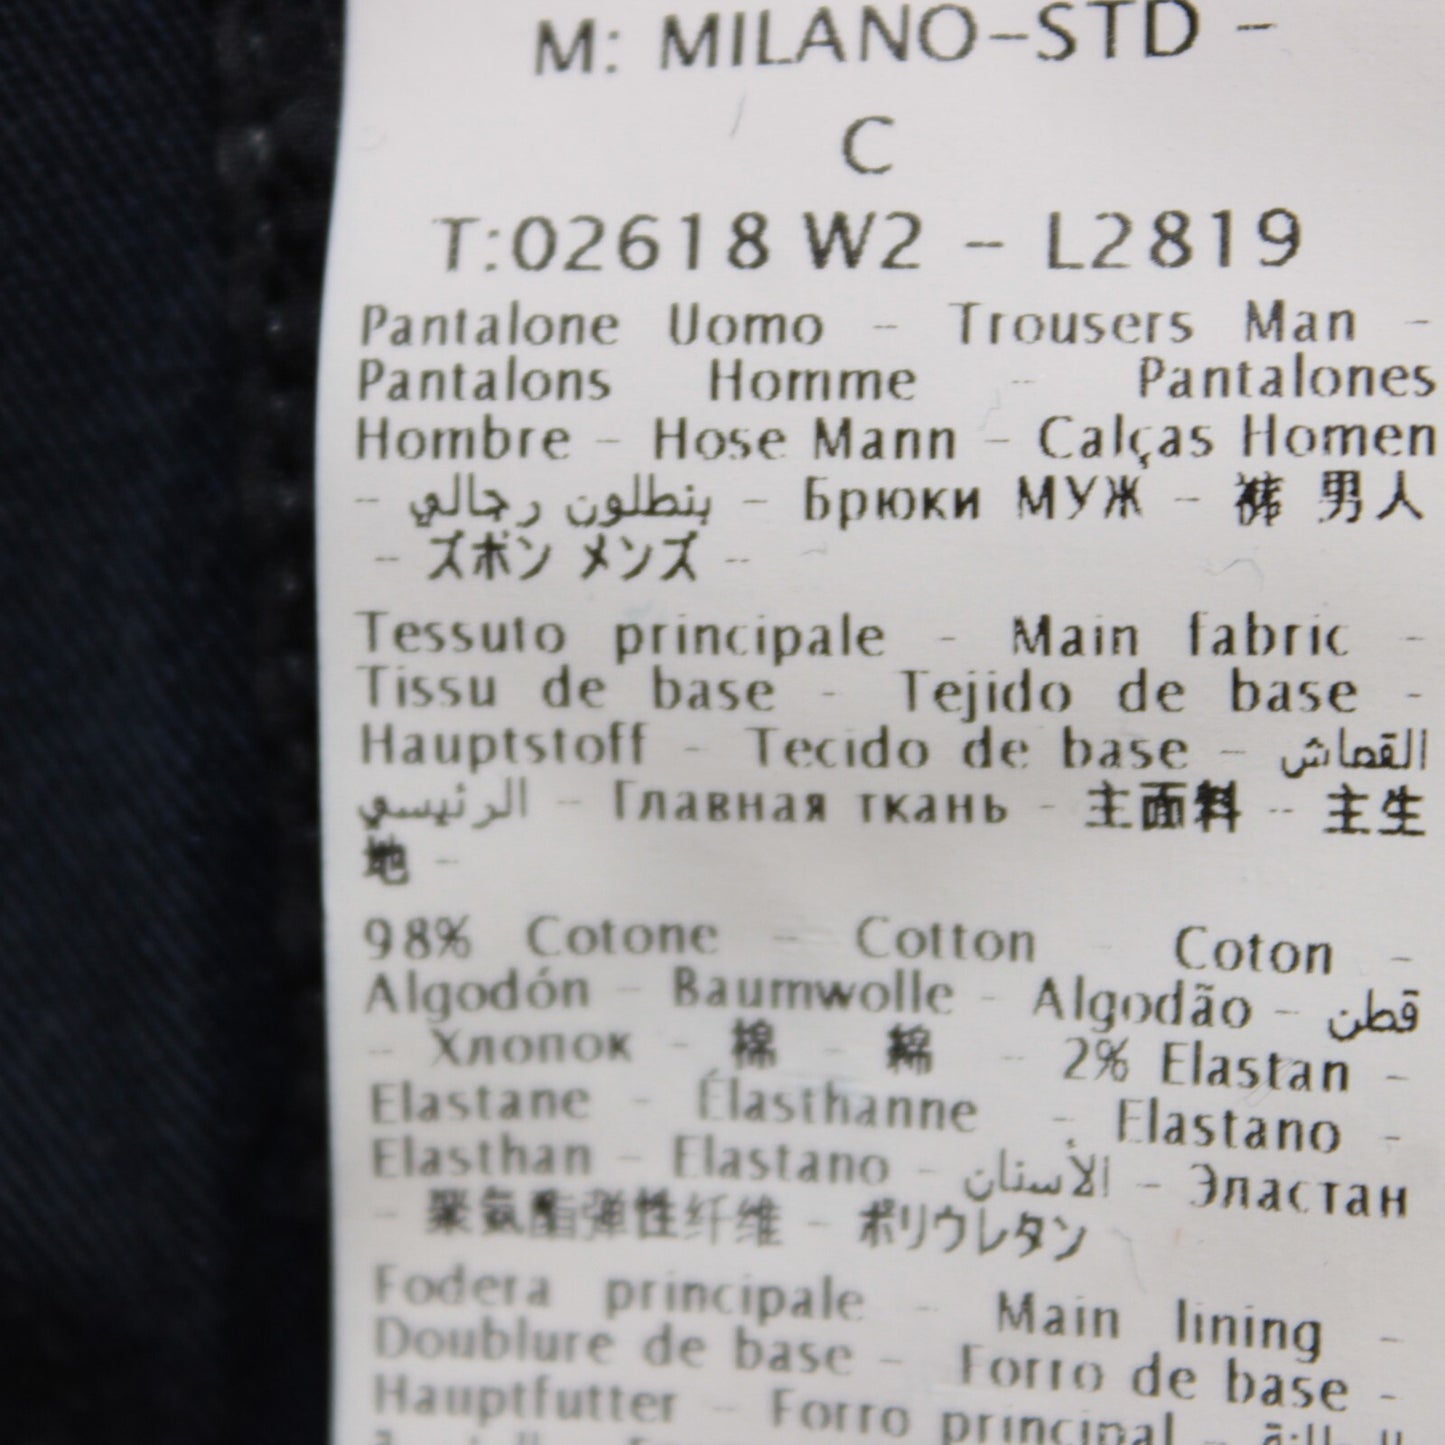 M: MILANO-STD -
C
T:02618 W2 - L2819
Pantalone Uomo - Trousers Man -
Pantalons Homme - Pantalones
Hombre - Hose Mann - Calças Homen
- بنطلون رجالي - Брюки МУЖ - 裤 男人
- ズボン メンズ -
Tessuto principale - Main fabric -
Tissu de base - Tejido de base -
Hauptstoff - Tecido de base - القماش
الرئيسي - Главная ткань - 主面料 - 主生
地 -
98% Cotone - Cotton - Coton -
Algodón - Baumwolle - Algodão - قطن
- Хлопок - 棉 - 綿 - 2% Elastan -
Elastane - Élasthanne - Elastano -
Elasthan - Elastano - الأسنان - Эластан
- 聚氨酯弹性纤维 - ポリウレタン
Fodera principale - Main lining -
Doublure de base - Forro de base -
Hauptfutter - Forro principal -